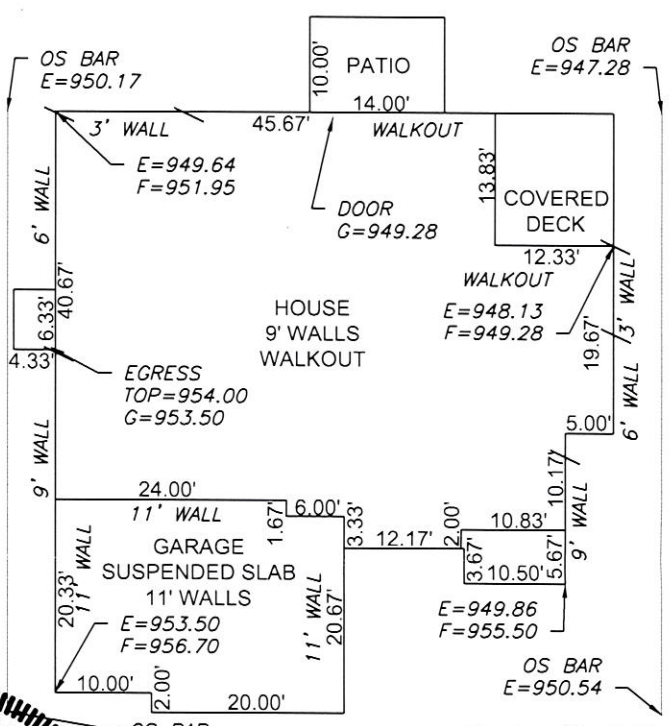 OS BAR
E=950.17
OS BAR
E=947.28
10.00'
PATIO
14.00'
3' WALL
45.67'
WALKOUT
E=949.64
F=951.95
DOOR
G=949.28
13.83'
COVERED
DECK
12.33'
6' WALL
40.67'
6.33'
4.33'
HOUSE
9' WALLS
WALKOUT
WALKOUT
E=948.13
F=949.28
3' WALL
19.67'
6' WALL
5.00'
EGRESS
TOP=954.00
G=953.50
9' WALL
24.00'
11' WALL
1.67'
6.00'
3.33'
12.17'
2.00'
10.83'
10.17'
9' WALL
3.67'
10.50'
5.67'
GARAGE
SUSPENDED SLAB
11' WALLS
20.33'
11' WALL
11' WALL
20.67'
E=953.50
F=956.70
E=949.86
F=955.50
10.00'
2.00'
20.00'
OS BAR
E=950.54
OS BAR